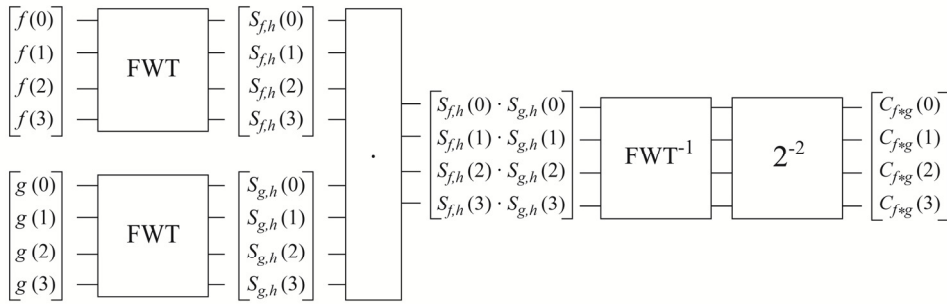 f(0)
f(1)
f(2)
f(3)
FWT
S_{f,h}(0)
S_{f,h}(1)
S_{f,h}(2)
S_{f,h}(3)
g(0)
g(1)
g(2)
g(3)
FWT
S_{g,h}(0)
S_{g,h}(1)
S_{g,h}(2)
S_{g,h}(3)
·
S_{f,h}(0) · S_{g,h}(0)
S_{f,h}(1) · S_{g,h}(1)
S_{f,h}(2) · S_{g,h}(2)
S_{f,h}(3) · S_{g,h}(3)
FWT^{-1}
2^{-2}
C_{f*g}(0)
C_{f*g}(1)
C_{f*g}(2)
C_{f*g}(3)